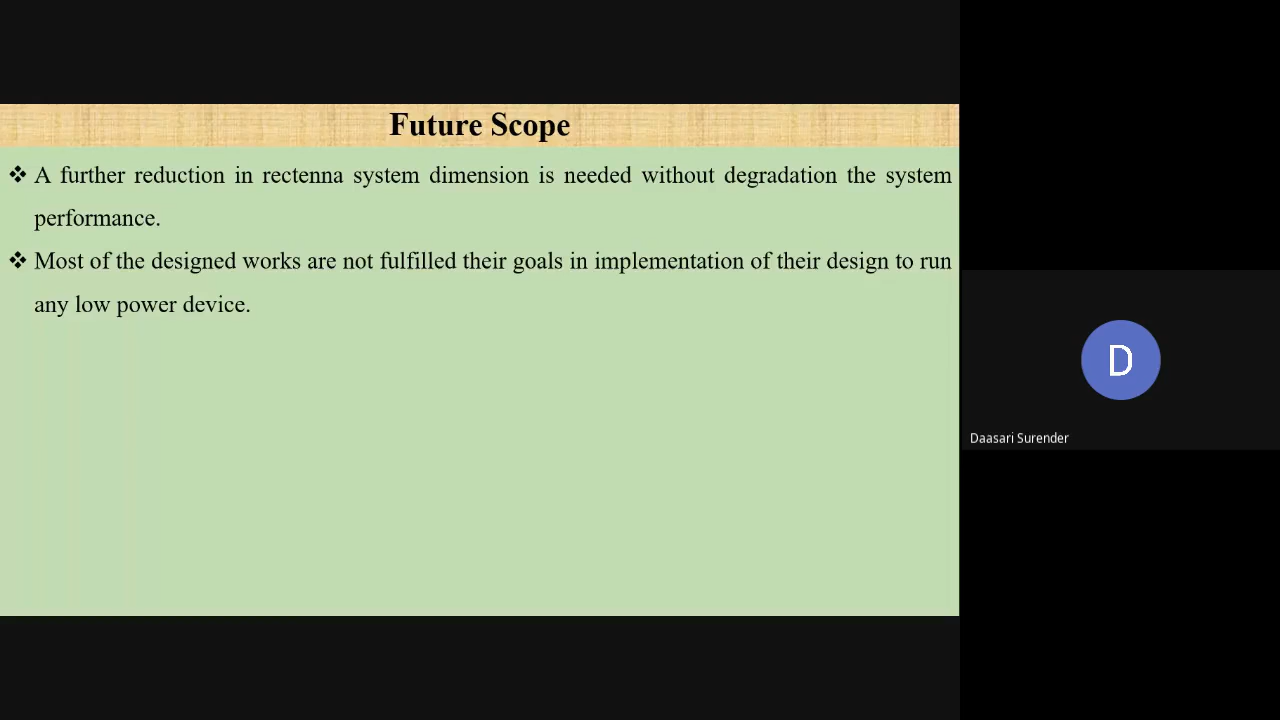 Future Scope
❖ A further reduction in rectenna system dimension is needed without degradation the system
performance.
❖ Most of the designed works are not fulfilled their goals in implementation of their design to run
any low power device.
D
Daasari Surender